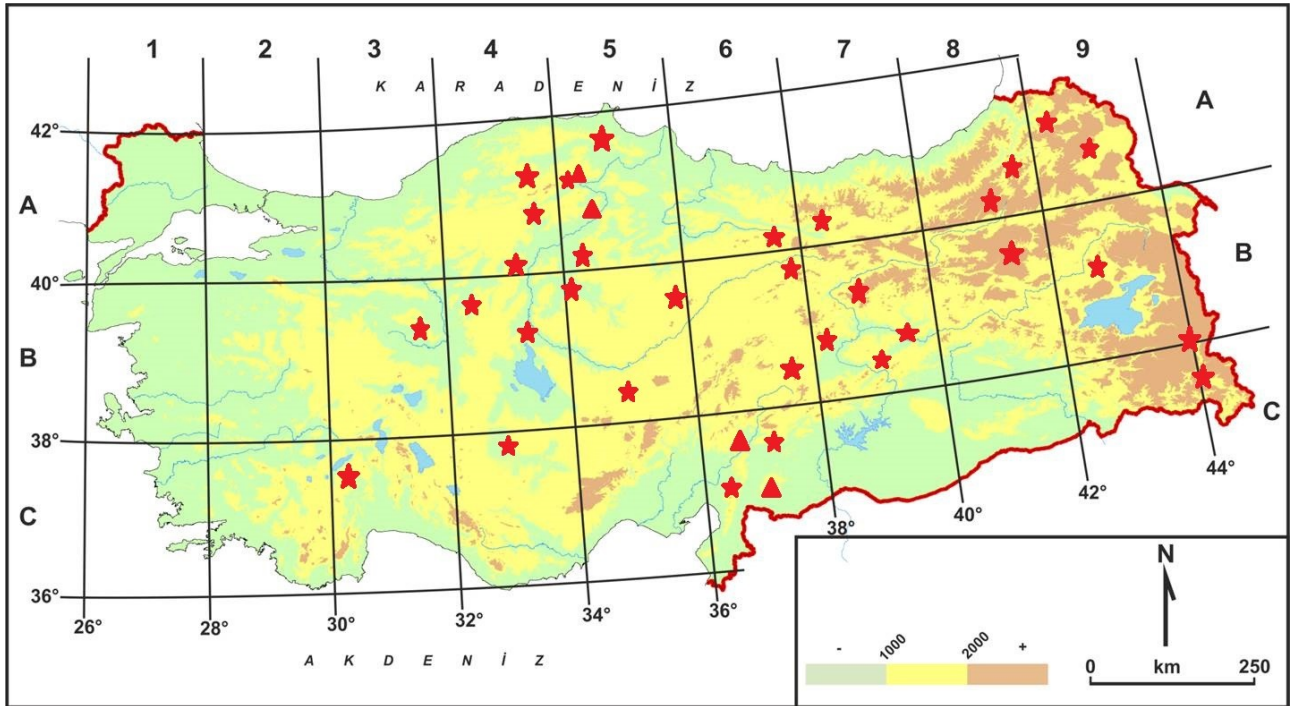 1 2 3 4 5 6 7 8 9
K A R A D E N İ Z
A
42°
A
B
40°
B
C
38°
44°
C
42°
40°
38°
36°
26° 28° 30° 32° 34° 36°
A K D E N İ Z
N
- 1000 2000 +
0 km 250